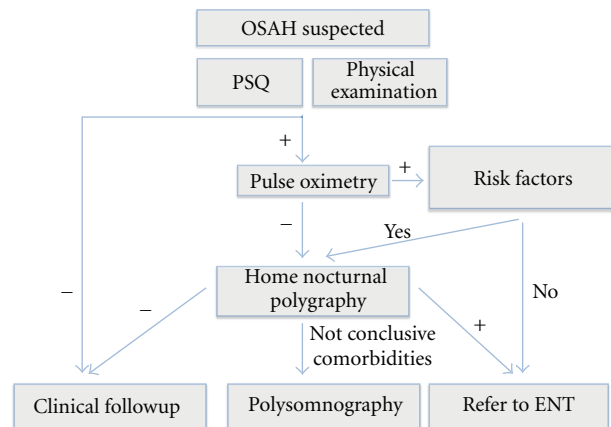 OSAH suspected
PSQ
Physical
examination
+
Pulse oximetry
+
Risk factors
−
Yes
Home nocturnal
polygraphy
−
−
No
Not conclusive
comorbidities
+
Clinical followup
Polysomnography
Refer to ENT